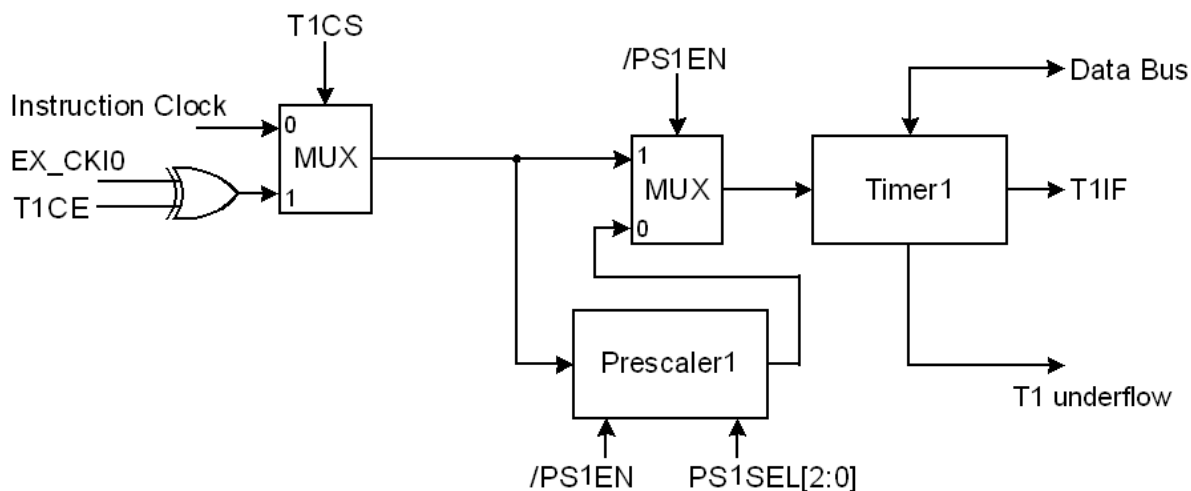 T1CS
/PS1EN
Data Bus
Instruction Clock
0
MUX
EX_CKI0
1
T1CE
1
MUX
0
Timer1
T1IF
Prescaler1
T1 underflow
/PS1EN
PS1SEL[2:0]